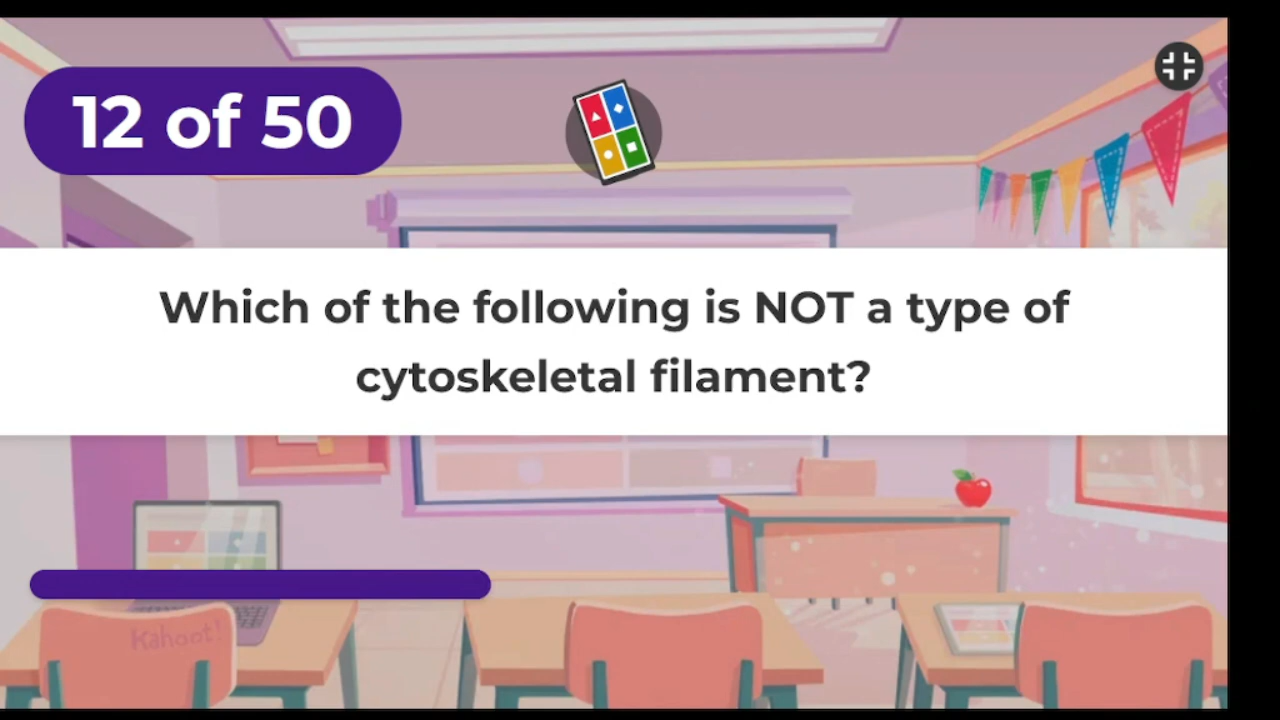 12 of 50
Which of the following is NOT a type of
cytoskeletal filament?
Kahoot!